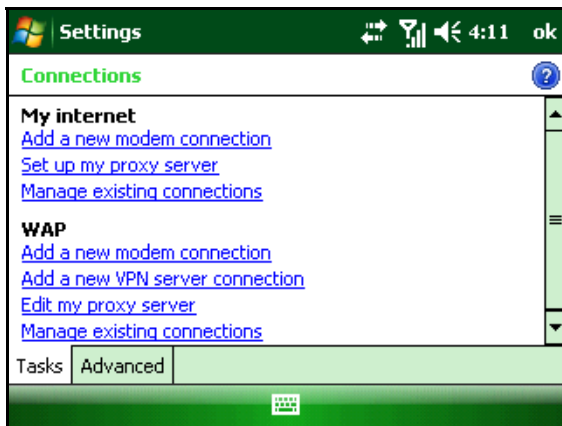 Settings 4:11 ok
Connections ?
My internet
Add a new modem connection
Set up my proxy server
Manage existing connections
WAP
Add a new modem connection
Add a new VPN server connection
Edit my proxy server
Manage existing connections
Tasks Advanced